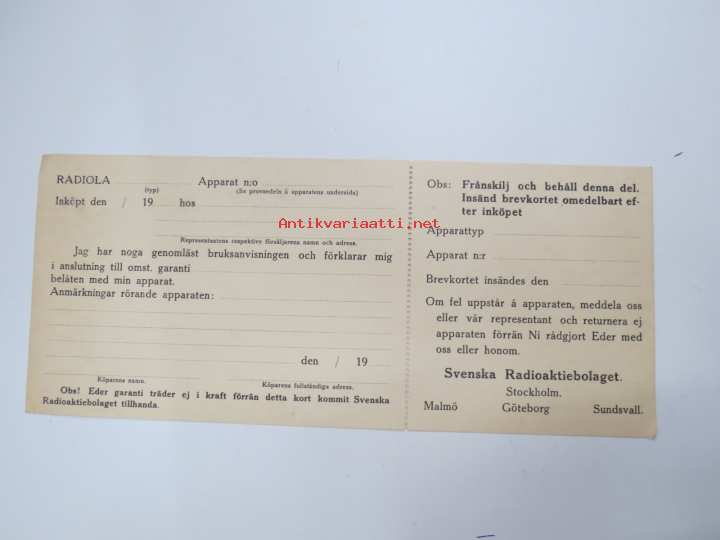 RADIOLA Apparat n:o
(typ) (Se provsedeln å apparatens undersida)
Inköpt den / 19 hos
Representantens respektive försäljarens namn och adress.
Jag har noga genomläst bruksanvisningen och förklarar mig
i anslutning till omst. garanti
belåten med min apparat.
Anmärkningar rörande apparaten:
den / 19
Köparens namn. Köparens fullständiga adress.
Obs! Eder garanti träder ej i kraft förrän detta kort kommit Svenska
Radioaktiebolaget tillhanda.
Obs: Frånskilj och behåll denna del.
Insänd brevkortet omedelbart ef-
ter inköpet
Apparattyp
Apparat n:r
Brevkortet insändes den
Om fel uppstår å apparaten, meddela oss
eller vår representant och returnera ej
apparaten förrän Ni rådgjort Eder med
oss eller honom.
Svenska Radioaktiebolaget.
Stockholm.
Malmö Göteborg Sundsvall.
Antikvariaatti.net